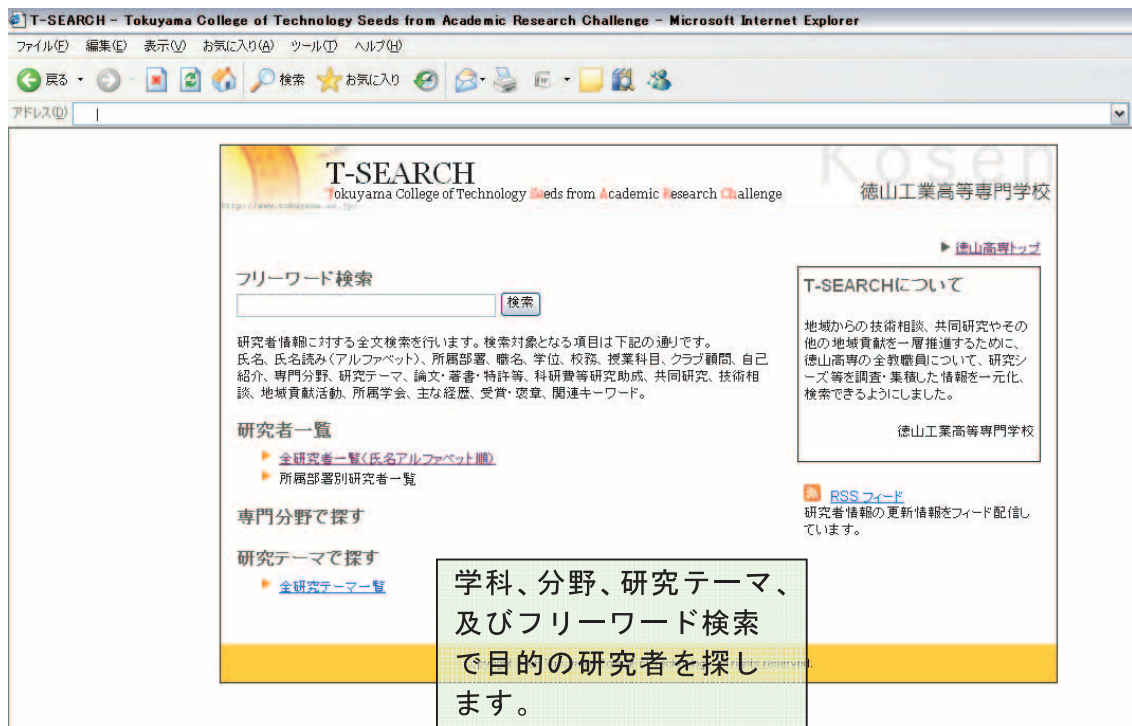 T-SEARCH - Tokuyama College of Technology Seeds from Academic Research Challenge - Microsoft Internet Explorer
ファイル(F) 編集(E) 表示(V) お気に入り(A) ツール(T) ヘルプ(H)
戻る 検索 お気に入り
アドレス(D)
Kosen
T-SEARCH
Tokuyama College of Technology Seeds from Academic Research Challenge
徳山工業高等専門学校
http://www.tokuyama.ac.jp/
徳山高専トップ
フリーワード検索
検索
研究者情報に対する全文検索を行います。検索対象となる項目は下記の通りです。
氏名、氏名読み(アルファベット)、所属部署、職名、学位、校務、授業科目、クラブ顧問、自己
紹介、専門分野、研究テーマ、論文・著書・特許等、科研費等研究助成、共同研究、技術相
談、地域貢献活動、所属学会、主な経歴、受賞・褒章、関連キーワード。
研究者一覧
全研究者一覧(氏名アルファベット順)
所属部署別研究者一覧
専門分野で探す
研究テーマで探す
全研究テーマ一覧
T-SEARCHについて
地域からの技術相談、共同研究やその
他の地域貢献を一層推進するために、
徳山高専の全教職員について、研究シ
ーズ等を調査・集積した情報を一元化、
検索できるようにしました。
徳山工業高等専門学校
RSS フィード
研究者情報の更新情報をフィード配信し
ています。
学科、分野、研究テーマ、
及びフリーワード検索
で目的の研究者を探し
ます。